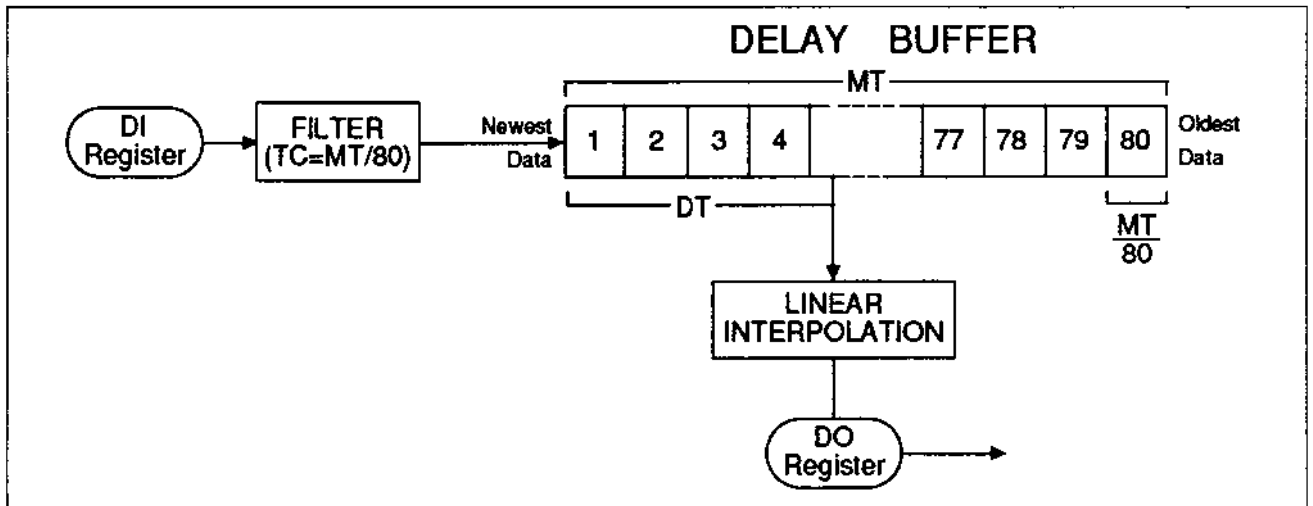 DELAY BUFFER
MT
DI
Register
FILTER
(TC=MT/80)
Newest
Data
1 2 3 4 77 78 79 80
Oldest
Data
DT
MT
80
LINEAR
INTERPOLATION
DO
Register